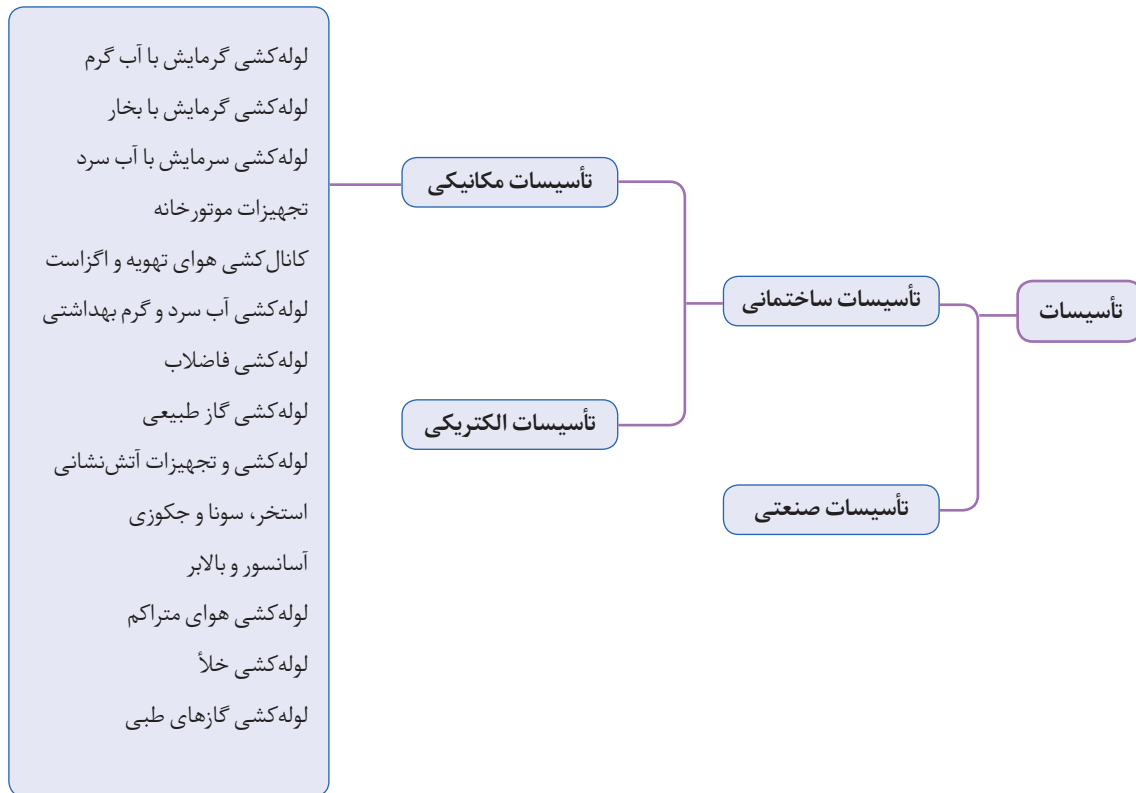 تأسیسات
تأسیسات ساختمانی
تأسیسات صنعتی
تأسیسات مکانیکی
تأسیسات الکتریکی
لوله‌کشی گرمایش با آب گرم
لوله‌کشی گرمایش با بخار
لوله‌کشی سرمایش با آب سرد
تجهیزات موتورخانه
کانال‌کشی هوای تهویه و اگزاست
لوله‌کشی آب سرد و گرم بهداشتی
لوله‌کشی فاضلاب
لوله‌کشی گاز طبیعی
لوله‌کشی و تجهیزات آتش‌نشانی
استخر، سونا و جکوزی
آسانسور و بالابر
لوله‌کشی هوای متراکم
لوله‌کشی خلأ
لوله‌کشی گازهای طبی